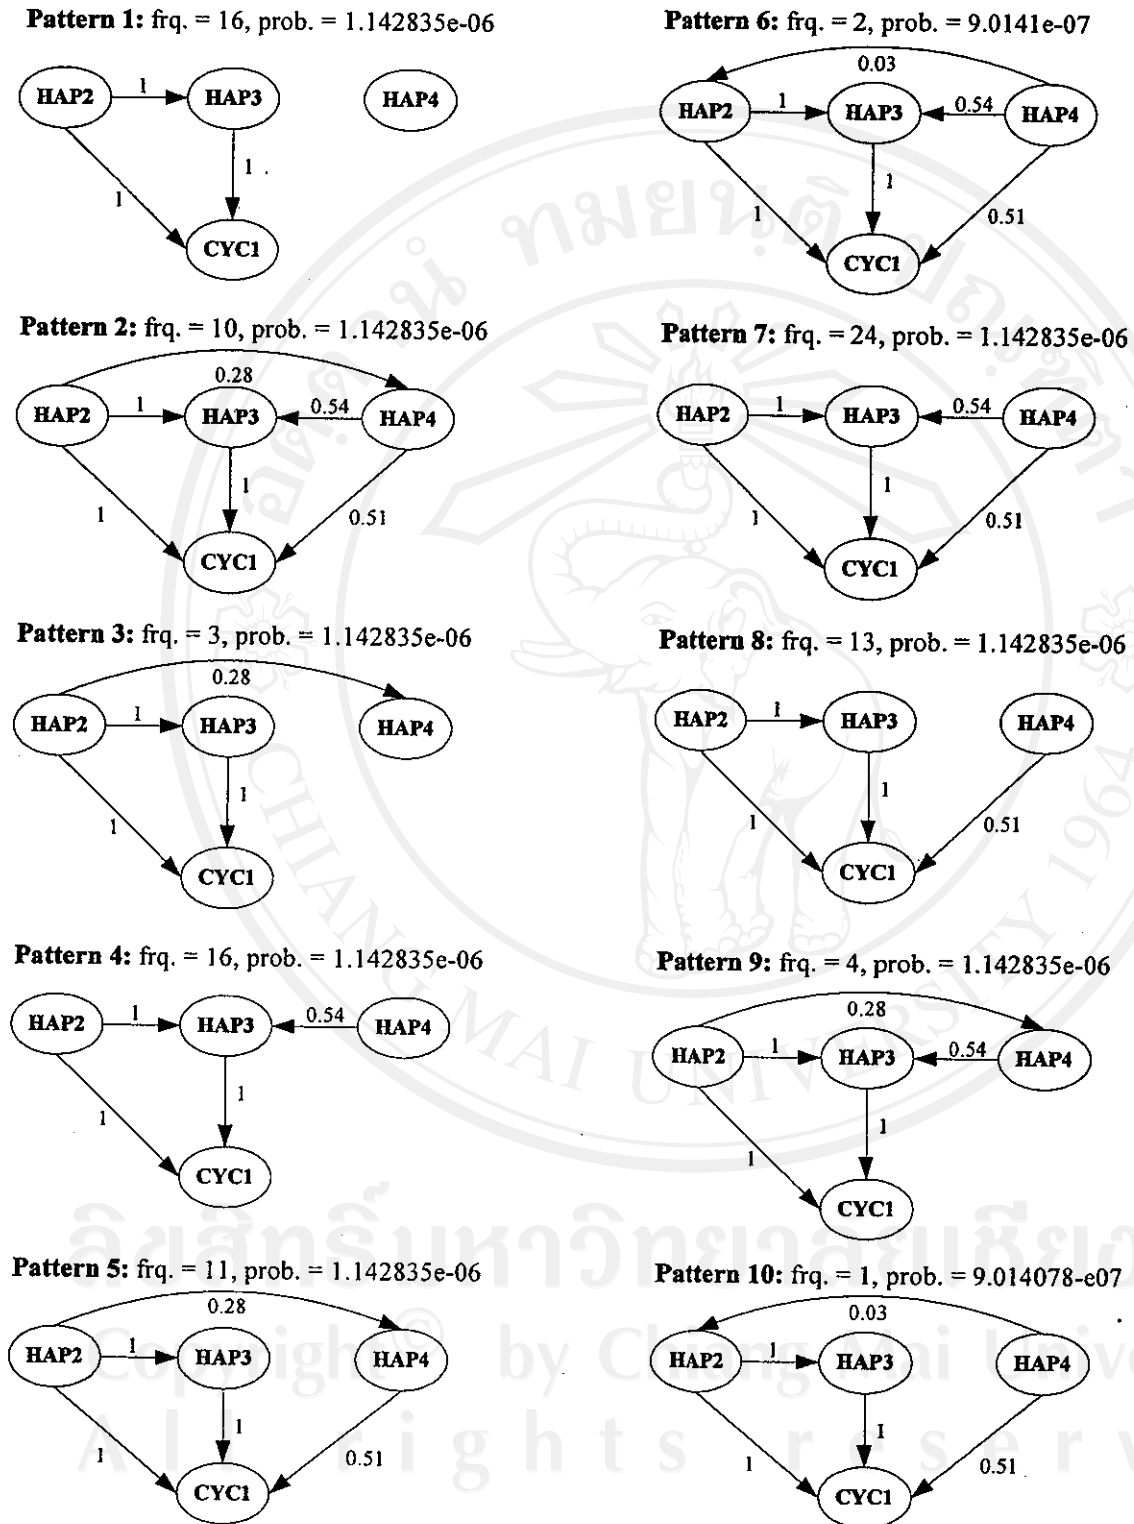 Pattern 1: frq. = 16, prob. = 1.142835e-06
HAP2 1 HAP3 HAP4
1 1
CYC1
Pattern 2: frq. = 10, prob. = 1.142835e-06
0.28
HAP2 1 HAP3 0.54 HAP4
1 1 0.51
CYC1
Pattern 3: frq. = 3, prob. = 1.142835e-06
0.28
HAP2 1 HAP3 HAP4
1 1
CYC1
Pattern 4: frq. = 16, prob. = 1.142835e-06
HAP2 1 HAP3 0.54 HAP4
1 1
CYC1
Pattern 5: frq. = 11, prob. = 1.142835e-06
0.28
HAP2 1 HAP3 HAP4
1 1 0.51
CYC1
Pattern 6: frq. = 2, prob. = 9.0141e-07
0.03
HAP2 1 HAP3 0.54 HAP4
1 1 0.51
CYC1
Pattern 7: frq. = 24, prob. = 1.142835e-06
HAP2 1 HAP3 0.54 HAP4
1 1 0.51
CYC1
Pattern 8: frq. = 13, prob. = 1.142835e-06
HAP2 1 HAP3 HAP4
1 1 0.51
CYC1
Pattern 9: frq. = 4, prob. = 1.142835e-06
0.28
HAP2 1 HAP3 0.54 HAP4
1 1
CYC1
Pattern 10: frq. = 1, prob. = 9.014078-e07
0.03
HAP2 1 HAP3 HAP4
1 1 0.51
CYC1
CHIANG MAI UNIVERSITY 1964
Copyright © by Chiang Mai
All rights